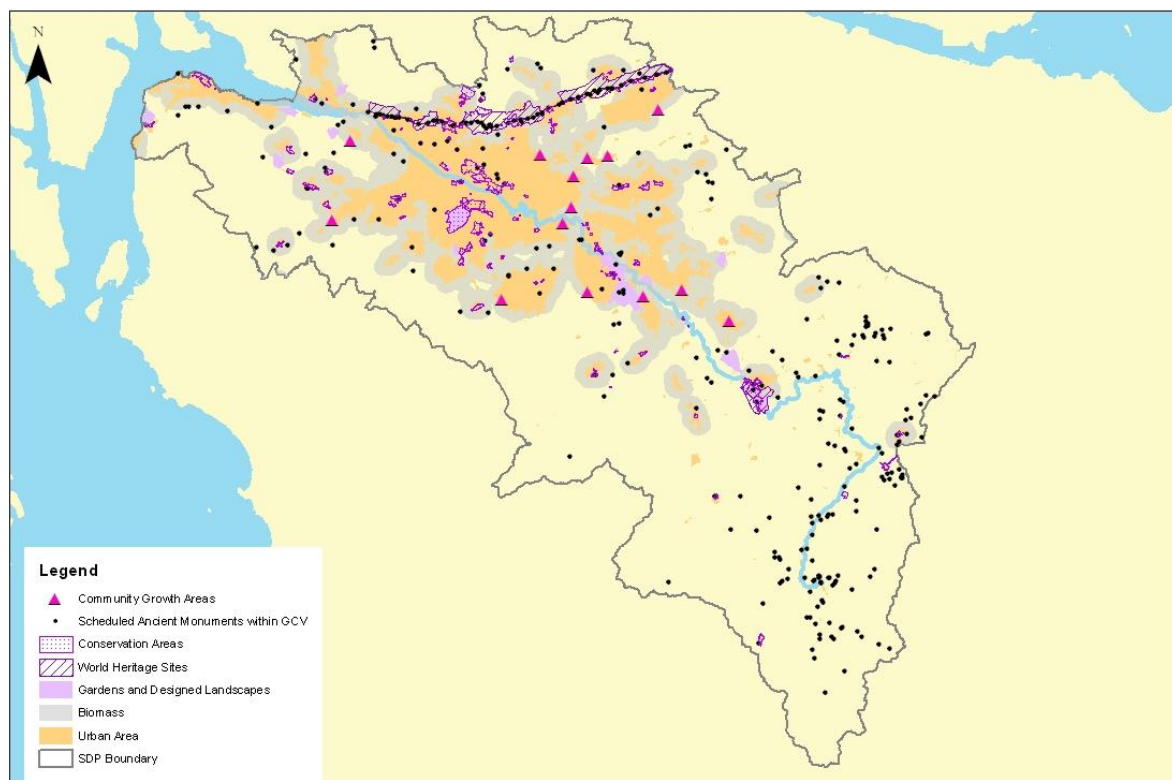 N
Legend
Community Growth Areas
Scheduled Ancient Monuments within GCV
Conservation Areas
World Heritage Sites
Gardens and Designed Landscapes
Biomass
Urban Area
SDP Boundary